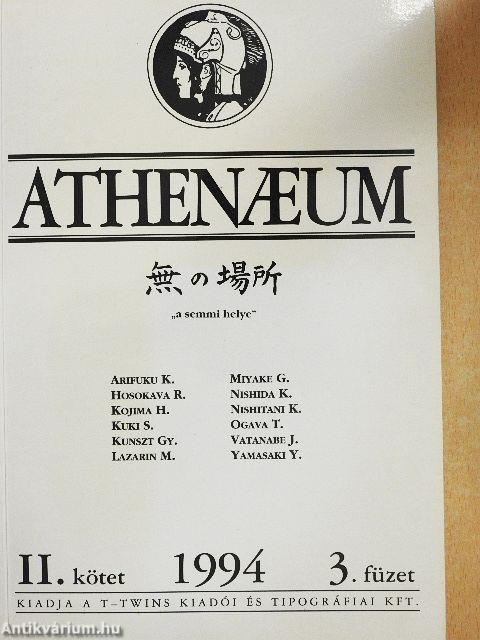 ATHENÆUM
無の場所
„a semmi helye"
ARIFUKU K.
HOSOKAVA R.
KOJIMA H.
KUKI S.
KUNSZT GY.
LAZARIN M.
MIYAKE G.
NISHIDA K.
NISHITANI K.
OGAVA T.
VATANABE J.
YAMASAKI Y.
II. kötet 1994 3. füzet
KIADJA A T-TWINS KIADÓI ÉS TIPOGRÁFIAI KFT.
Antikvárium.hu